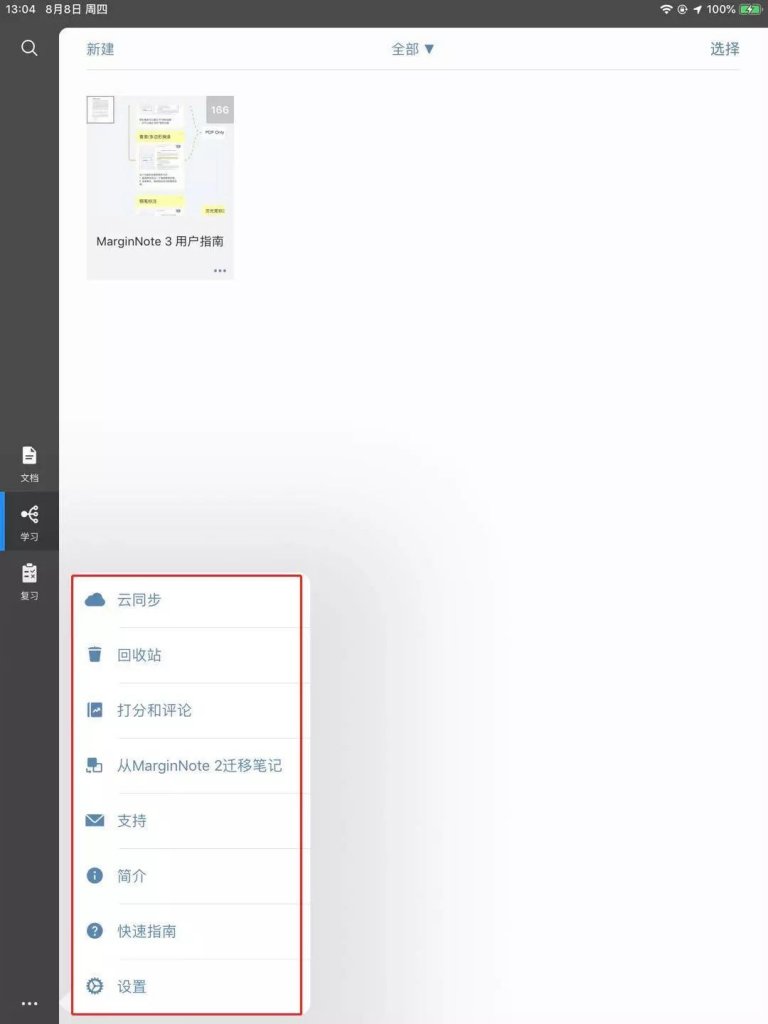 13:04 8月8日 周四 100%
新建 全部 ▼ 选择
166
PDF Only
MarginNote 3 用户指南
文档
学习
复习
云同步
回收站
打分和评论
从MarginNote 2迁移笔记
支持
简介
快速指南
设置